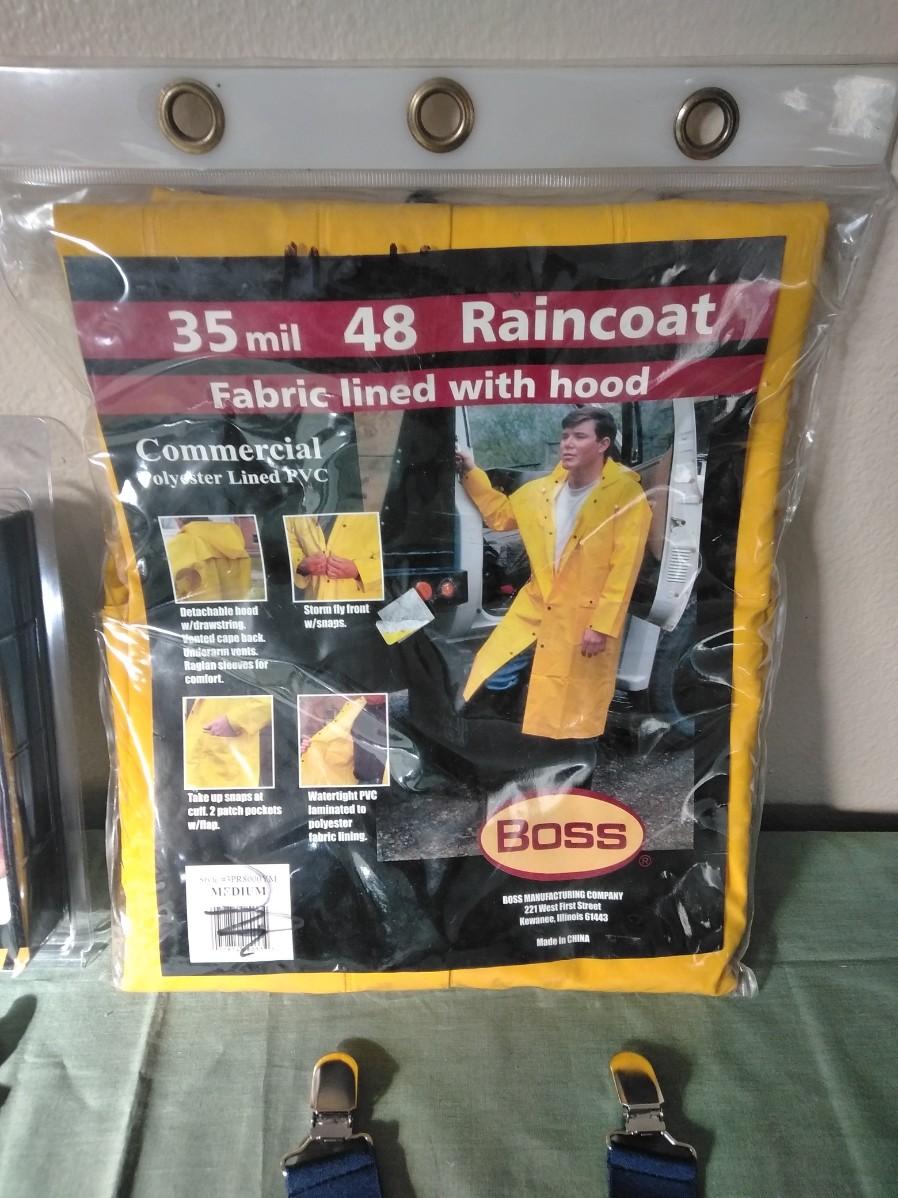 35 mil 48 Raincoat
Fabric lined with hood
Commercial
Polyester Lined PVC
Detachable hood
w/drawstring.
Vented cape back.
Underarm vents.
Raglan sleeves for
comfort.
Storm fly front
w/snaps.
Take up snaps at
cuff. 2 patch pockets
w/flap.
Watertight PVC
laminated to
polyester
fabric lining.
BOSS
®
Style
MEDIUM
BOSS MANUFACTURING COMPANY
221 West First Street
Kewanee, Illinois 61443
Made in CHINA